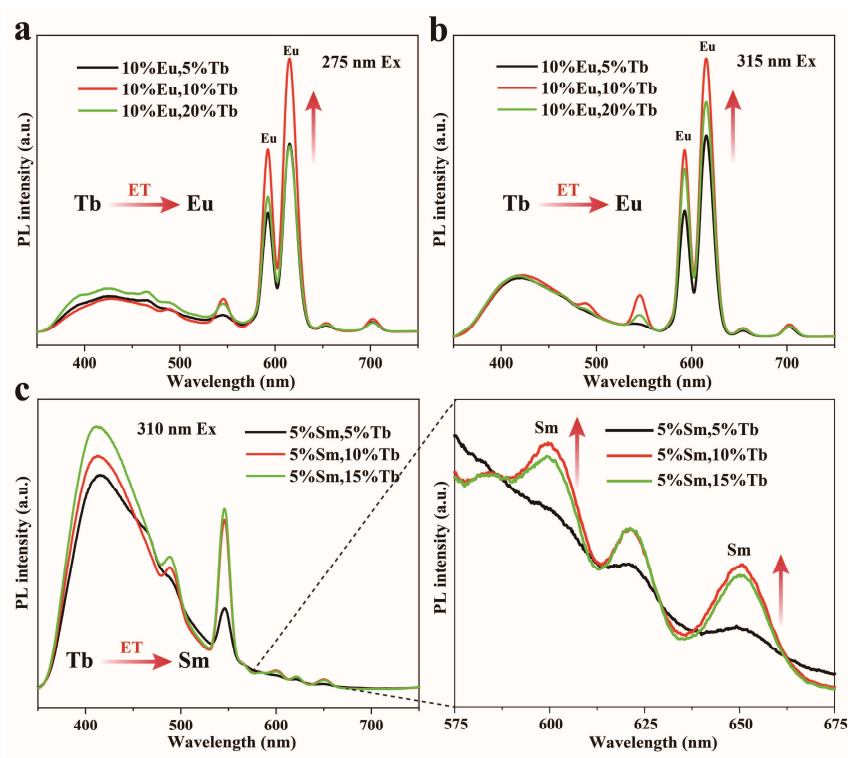 a
275 nm Ex
10%Eu,5%Tb
10%Eu,10%Tb
10%Eu,20%Tb
Eu
Eu
ET
Tb
Eu
PL intensity (a.u.)
400
500
600
700
Wavelength (nm)
b
315 nm Ex
10%Eu,5%Tb
10%Eu,10%Tb
10%Eu,20%Tb
Eu
Eu
ET
Tb
Eu
PL intensity (a.u.)
400
500
600
700
Wavelength (nm)
c
310 nm Ex
5%Sm,5%Tb
5%Sm,10%Tb
5%Sm,15%Tb
ET
Tb
Sm
PL intensity (a.u.)
400
500
600
700
Wavelength (nm)
Sm
5%Sm,5%Tb
5%Sm,10%Tb
5%Sm,15%Tb
Sm
PL intensity (a.u.)
575
600
625
650
675
Wavelength (nm)